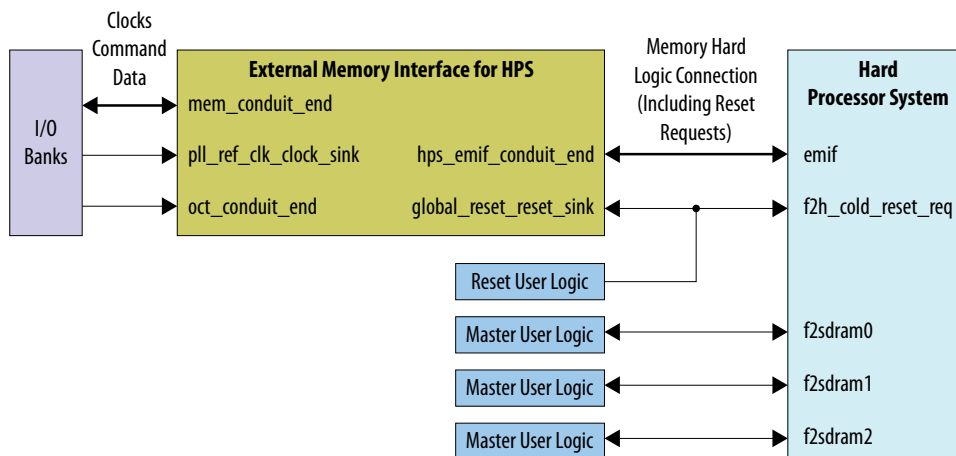 Clocks
Command
Data
I/O
Banks
External Memory Interface for HPS
mem_conduit_end
pll_ref_clk_clock_sink
hps_emif_conduit_end
oct_conduit_end
global_reset_reset_sink
Memory Hard
Logic Connection
(Including Reset
Requests)
Hard
Processor System
emif
f2h_cold_reset_req
Reset User Logic
Master User Logic
f2sdram0
Master User Logic
f2sdram1
Master User Logic
f2sdram2